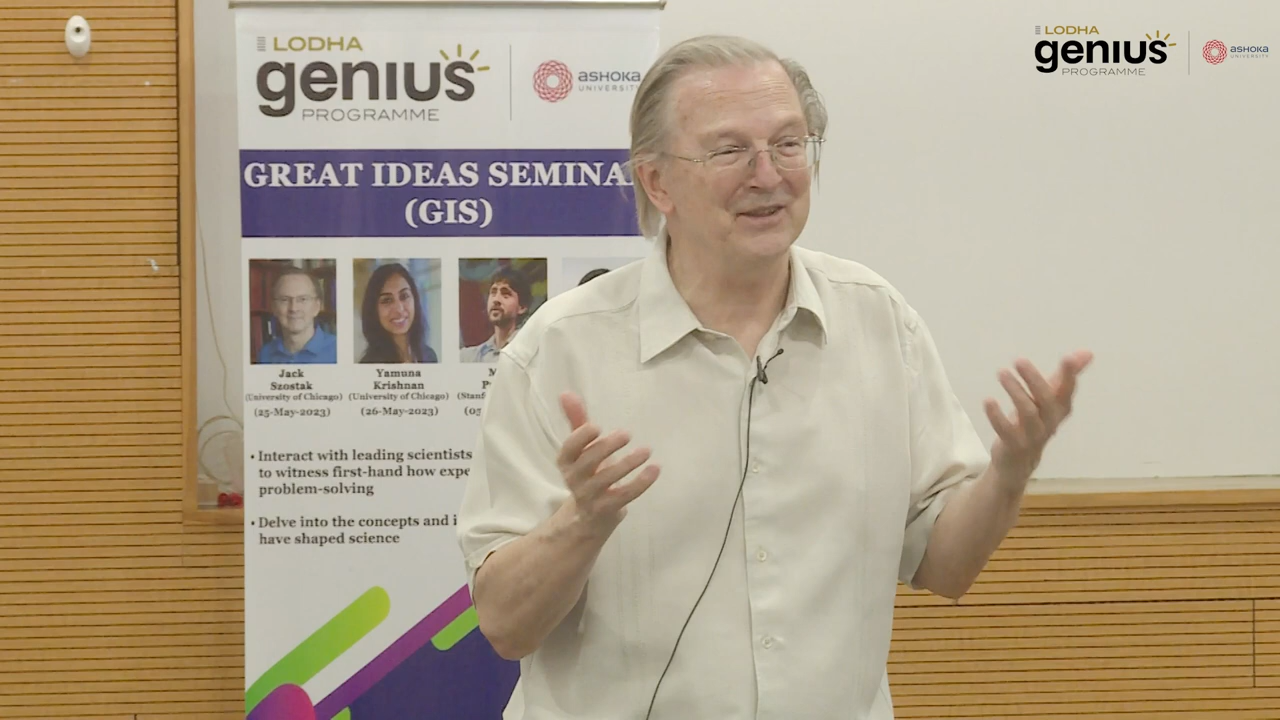 LODHA
genius
PROGRAMME
ASHOKA
UNIVERSITY
GREAT IDEAS SEMINA
(GIS)
Jack
Szostak
(University of Chicago)
(25-May-2023)
Yamuna
Krishnan
(University of Chicago)
(26-May-2023)
• Interact with leading scientists
to witness first-hand how expe
problem-solving
• Delve into the concepts and i
have shaped science
LODHA
genius
PROGRAMME
ASHOKA
UNIVERSITY